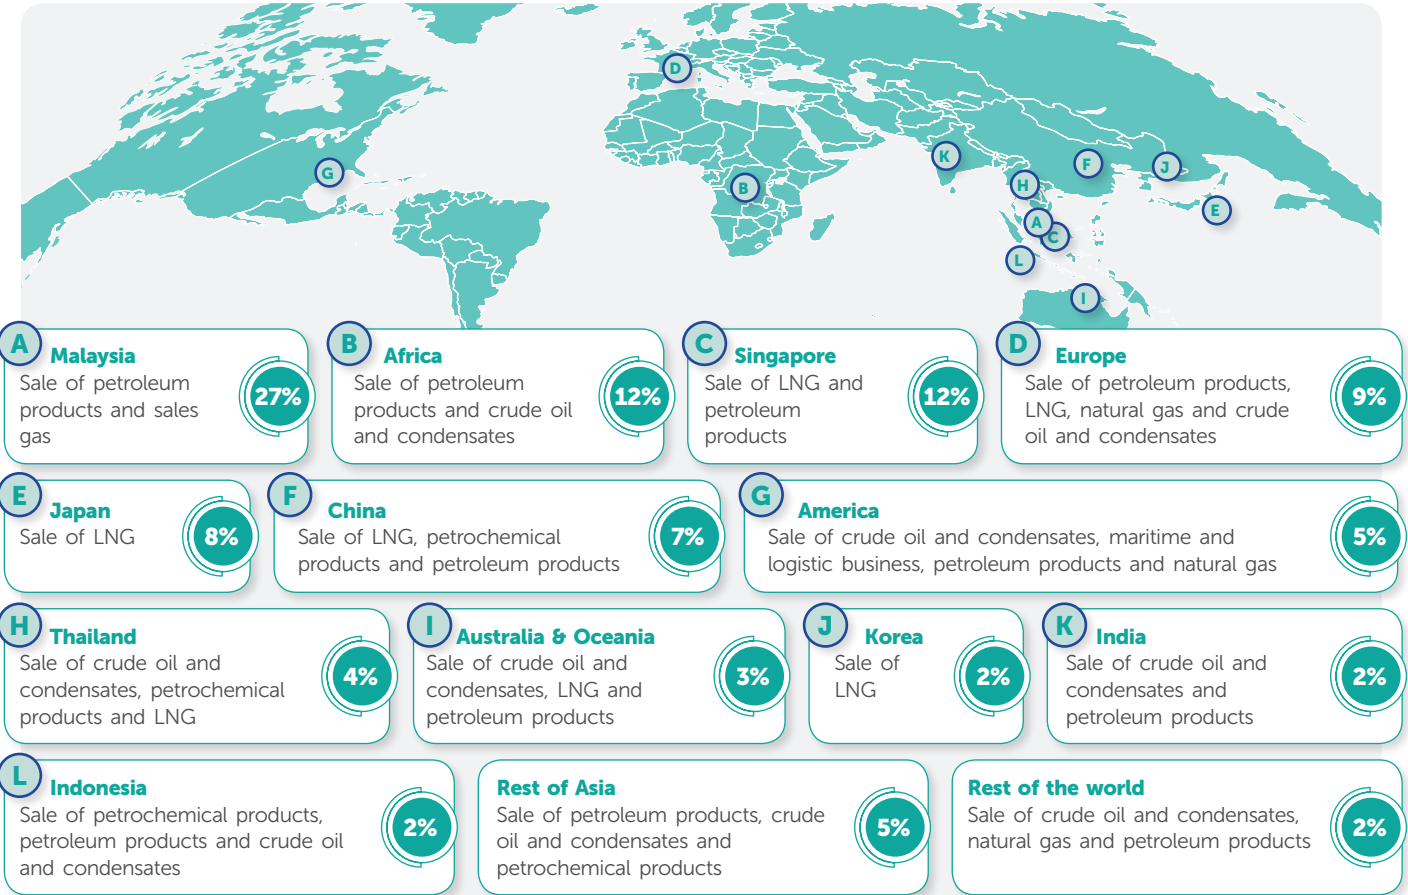 D
G
K
F
J
H
B
E
A
C
L
I
A
Malaysia
Sale of petroleum
products and sales
gas
27%
B
Africa
Sale of petroleum
products and crude oil
and condensates
12%
C
Singapore
Sale of LNG and
petroleum
products
12%
D
Europe
Sale of petroleum products,
LNG, natural gas and crude
oil and condensates
9%
E
Japan
Sale of LNG
8%
F
China
Sale of LNG, petrochemical
products and petroleum products
7%
G
America
Sale of crude oil and condensates, maritime and
logistic business, petroleum products and natural gas
5%
H
Thailand
Sale of crude oil and
condensates, petrochemical
products and LNG
4%
I
Australia & Oceania
Sale of crude oil and
condensates, LNG and
petroleum products
3%
J
Korea
Sale of
LNG
2%
K
India
Sale of crude oil and
condensates and
petroleum products
2%
L
Indonesia
Sale of petrochemical products,
petroleum products and crude oil
and condensates
2%
Rest of Asia
Sale of petroleum products, crude
oil and condensates and
petrochemical products
5%
Rest of the world
Sale of crude oil and condensates,
natural gas and petroleum products
2%